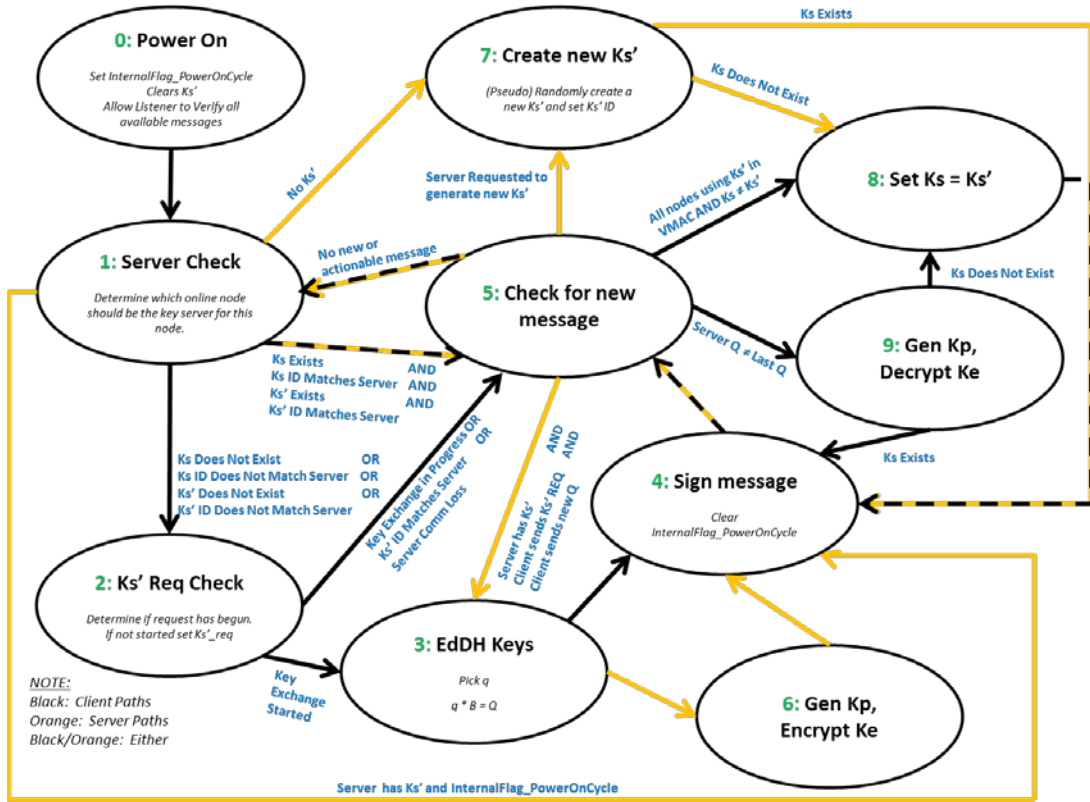 0: Power On
Set InternalFlag_PowerOnCycle
Clears Ks'
Allow Listener to Verify all
available messages
7: Create new Ks'
(Pseudo) Randomly create a
new Ks' and set Ks' ID
Ks Exists
Ks Does Not Exist
No Ks'
Server Requested to
generate new Ks'
All nodes using Ks' in
VMAC AND Ks ≠ Ks'
8: Set Ks = Ks'
1: Server Check
Determine which online node
should be the key server for this
node.
No new or
actionable message
5: Check for new
message
Ks Does Not Exist
Server Q ≠ Last Q
9: Gen Kp,
Decrypt Ke
Ks Exists AND
Ks ID Matches Server AND
Ks' Exists AND
Ks' ID Matches Server
Ks Does Not Exist OR
Ks ID Does Not Match Server OR
Ks' Does Not Exist OR
Ks' ID Does Not Match Server
Key Exchange in Progress OR
Ks' ID Matches Server OR
Server Comm Loss
Server has Ks' AND
Client sends Ks' REQ AND
Client sends new Q
Ks Exists
4: Sign message
Clear
InternalFlag_PowerOnCycle
2: Ks' Req Check
Determine if request has begun.
If not started set Ks'_req
Key
Exchange
Started
3: EdDH Keys
Pick q
q * B = Q
6: Gen Kp,
Encrypt Ke
NOTE:
Black: Client Paths
Orange: Server Paths
Black/Orange: Either
Server has Ks' and InternalFlag_PowerOnCycle